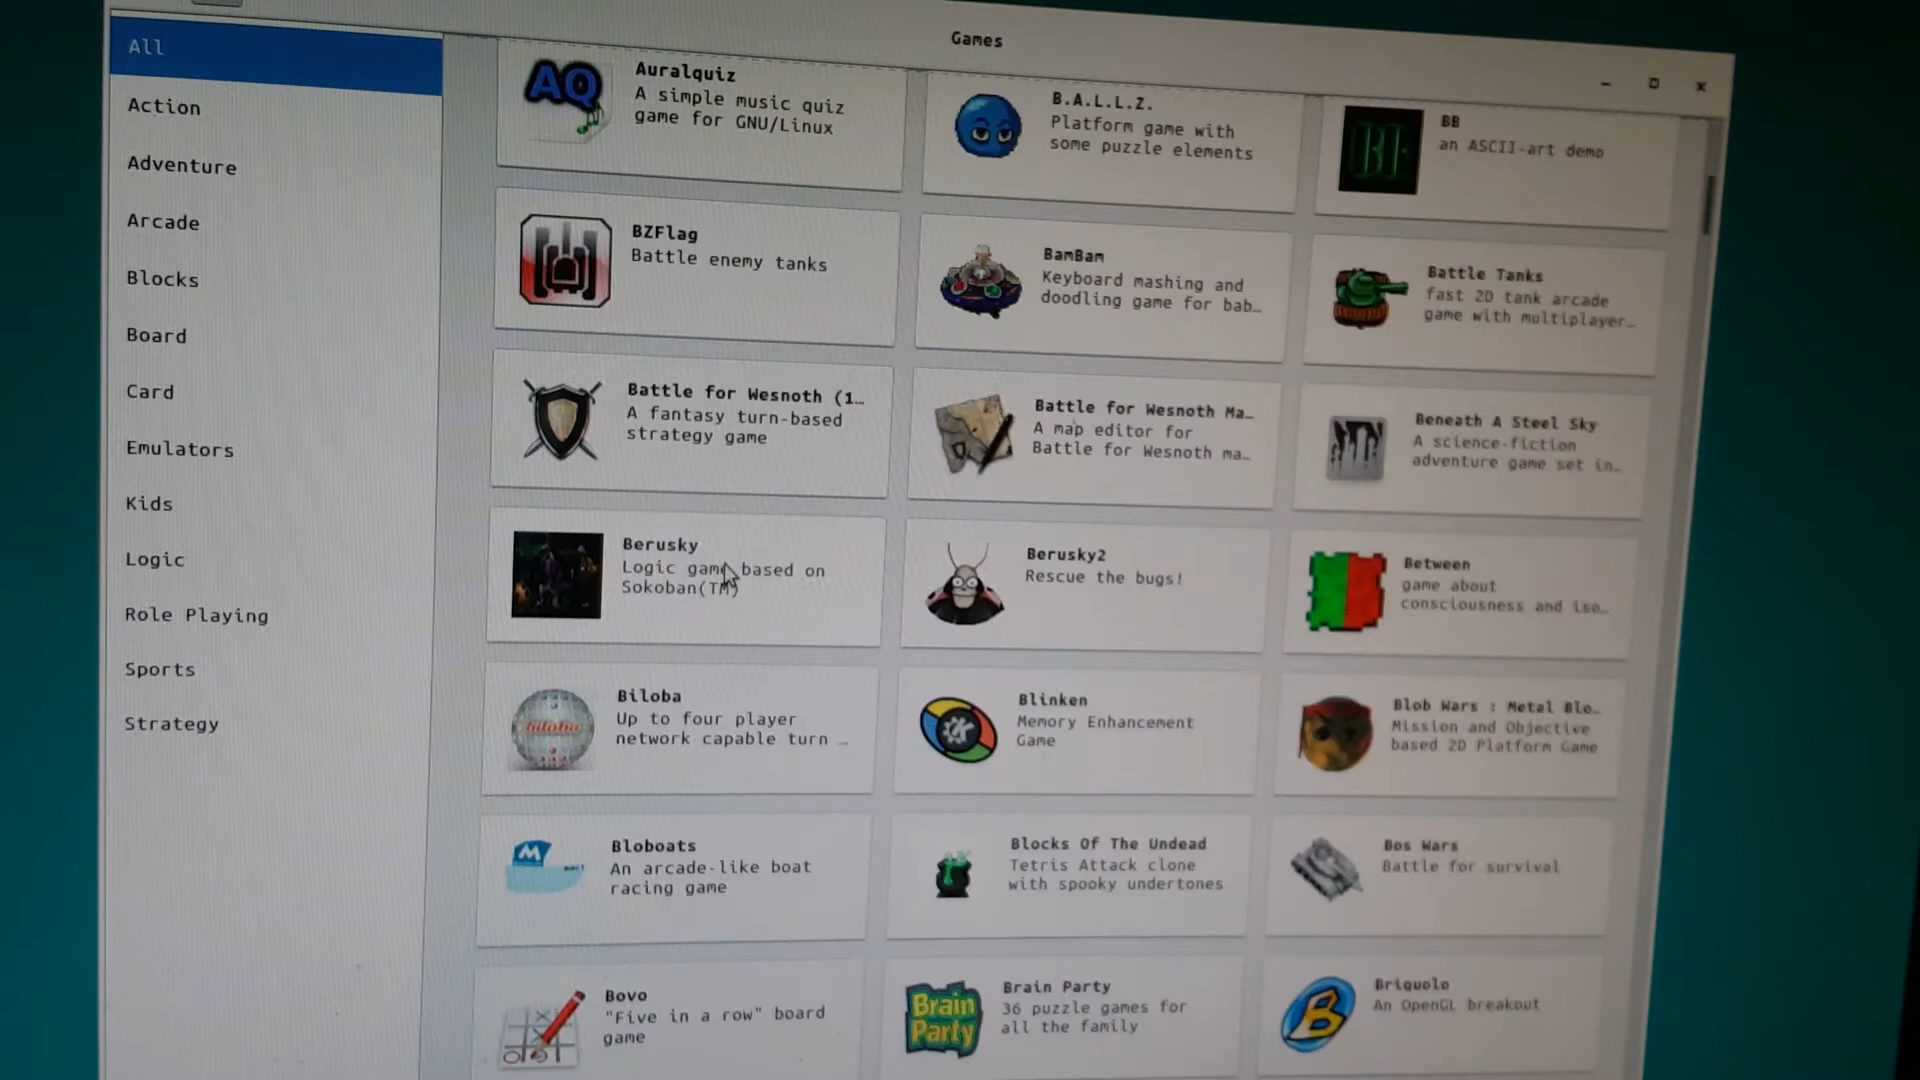 Games
All
Action
Adventure
Arcade
Blocks
Board
Card
Emulators
Kids
Logic
Role Playing
Sports
Strategy
AQ
Auralquiz
A simple music quiz
game for GNU/Linux
B.A.L.L.Z.
Platform game with
some puzzle elements
BB
an ASCII-art demo
BZFlag
Battle enemy tanks
BamBam
Keyboard mashing and
doodling game for bab…
Battle Tanks
fast 2D tank arcade
game with multiplayer…
Battle for Wesnoth (1…
A fantasy turn-based
strategy game
Battle for Wesnoth Ma…
A map editor for
Battle for Wesnoth ma…
Beneath A Steel Sky
A science-fiction
adventure game set in…
Berusky
Logic game based on
Sokoban(TM)
Berusky2
Rescue the bugs!
Between
game about
consciousness and iso…
biloba
Biloba
Up to four player
network capable turn …
Blinken
Memory Enhancement
Game
Blob Wars : Metal Blo…
Mission and Objective
based 2D Platform Game
M
Bloboats
An arcade-like boat
racing game
Blocks Of The Undead
Tetris Attack clone
with spooky undertones
Bos Wars
Battle for survival
Bovo
"Five in a row" board
game
Brain
Party
Brain Party
36 puzzle games for
all the family
B
Briquolo
An OpenGL breakout